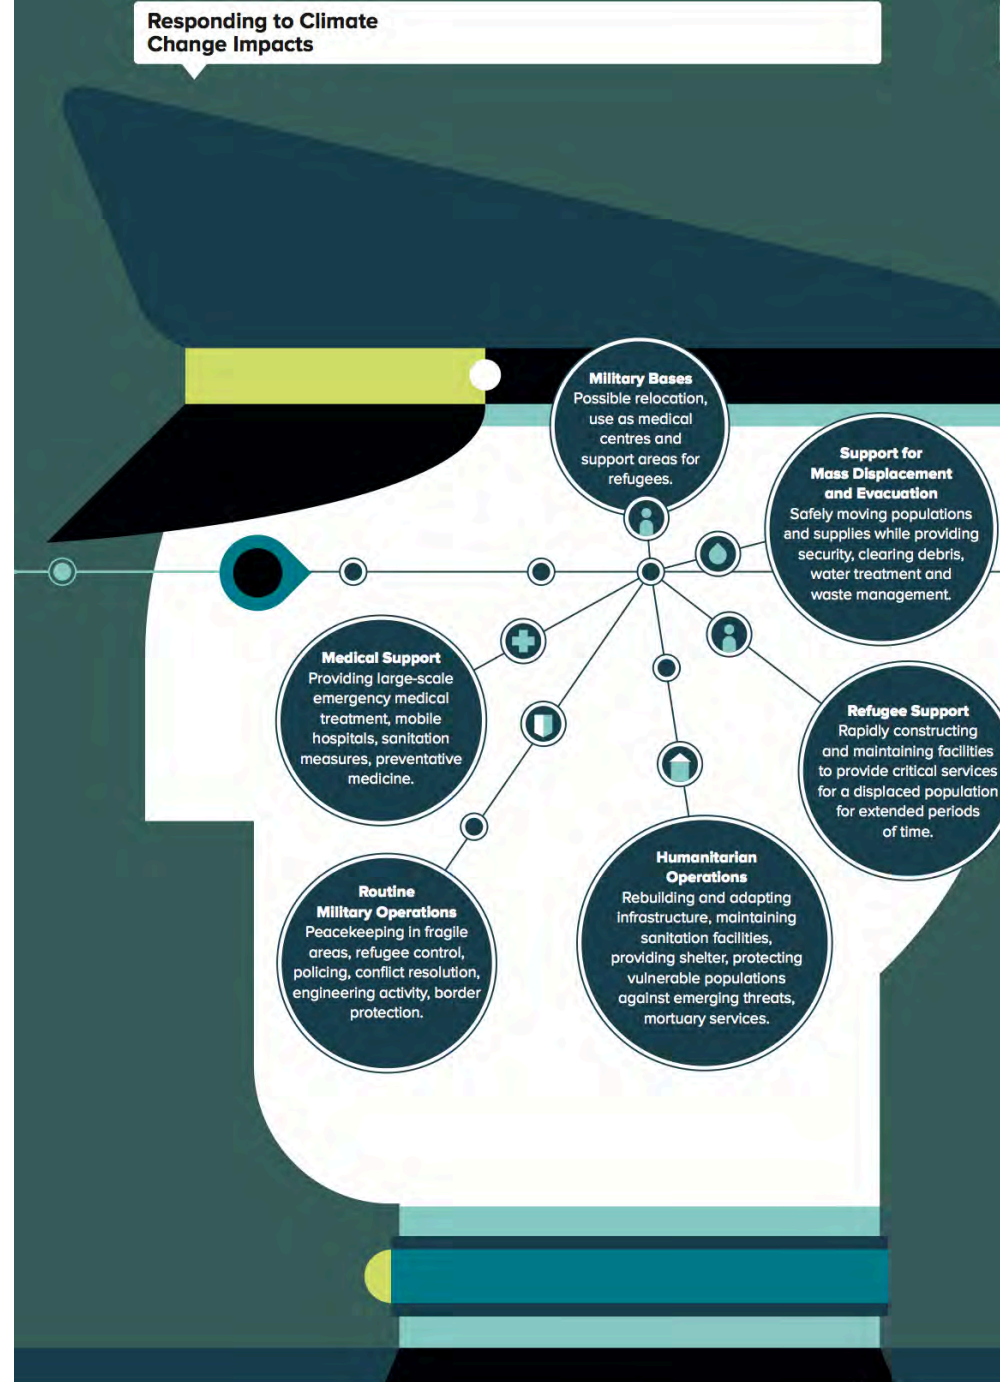 Responding to Climate
Change Impacts
Military Bases
Possible relocation,
use as medical
centres and
support areas for
refugees.
Support for
Mass Displacement
and Evacuation
Safely moving populations
and supplies while providing
security, clearing debris,
water treatment and
waste management.
Medical Support
Providing large-scale
emergency medical
treatment, mobile
hospitals, sanitation
measures, preventative
medicine.
Refugee Support
Rapidly constructing
and maintaining facilities
to provide critical services
for a displaced population
for extended periods
of time.
Routine
Military Operations
Peacekeeping in fragile
areas, refugee control,
policing, conflict resolution,
engineering activity, border
protection.
Humanitarian
Operations
Rebuilding and adapting
infrastructure, maintaining
sanitation facilities,
providing shelter, protecting
vulnerable populations
against emerging threats,
mortuary services.